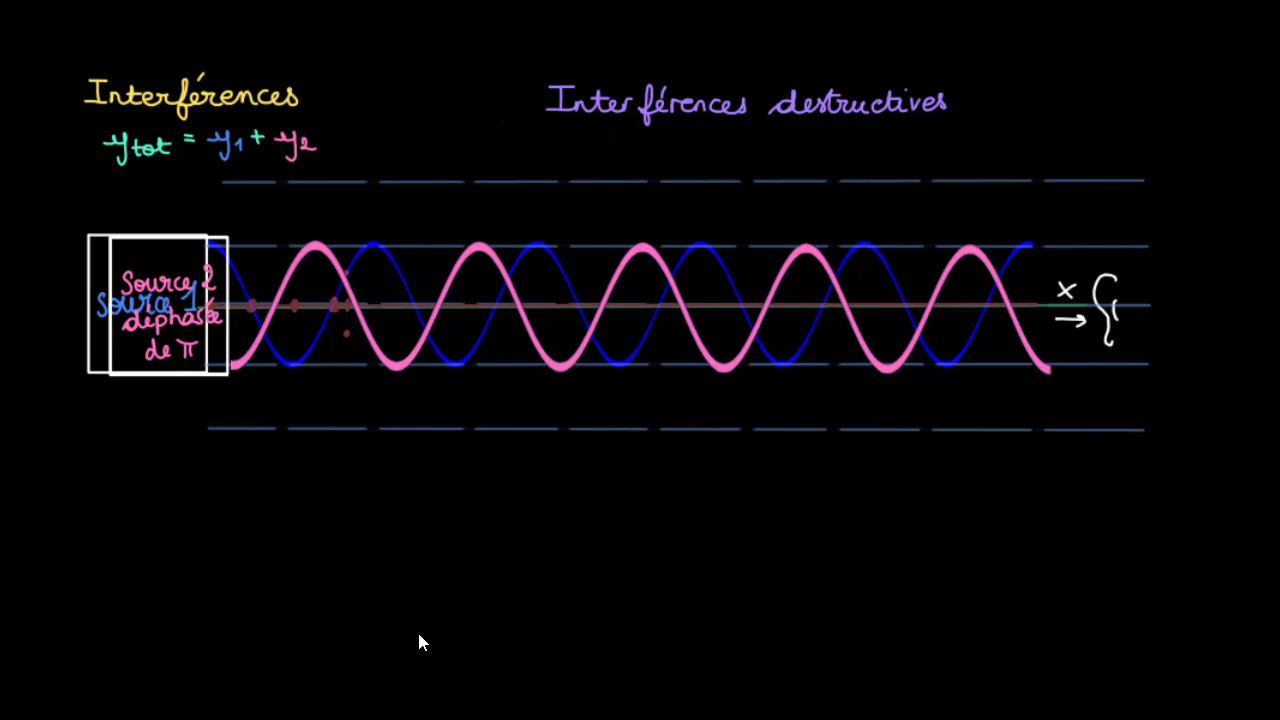 Interférences
ytot = y1 + y2
Interférences destructives
Source 1
Source 2
déphasée
de π
x